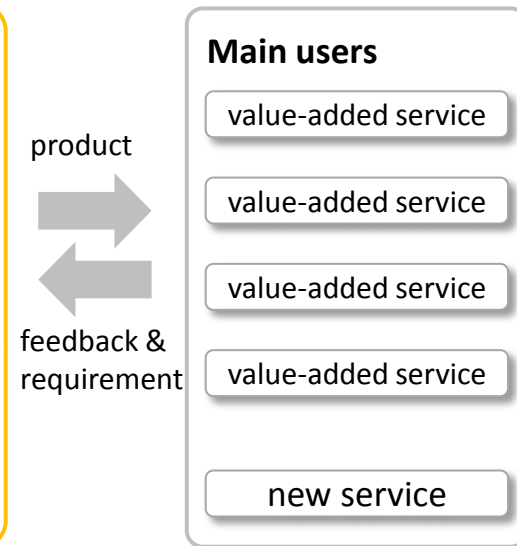 Main users
product
value-added service
value-added service
value-added service
feedback &
requirement
value-added service
new service